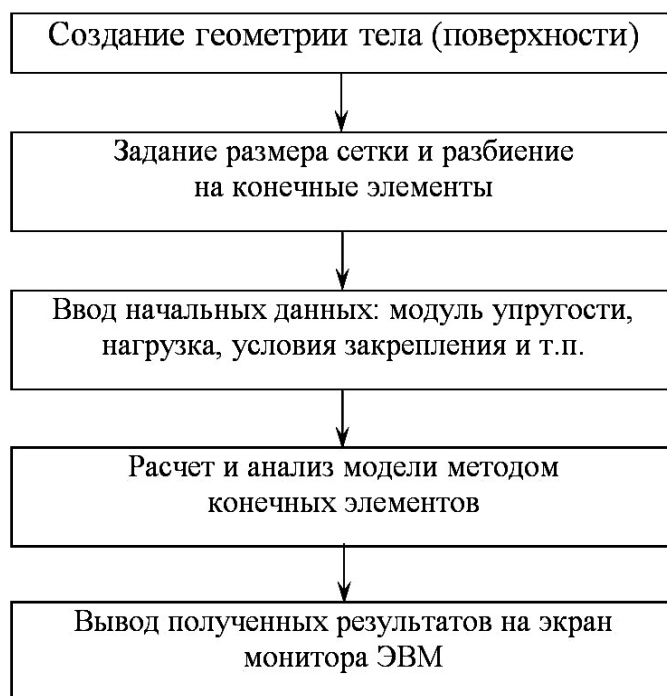 Создание геометрии тела (поверхности)
Задание размера сетки и разбиение
на конечные элементы
Ввод начальных данных: модуль упругости,
нагрузка, условия закрепления и т.п.
Расчет и анализ модели методом
конечных элементов
Вывод полученных результатов на экран
монитора ЭВМ